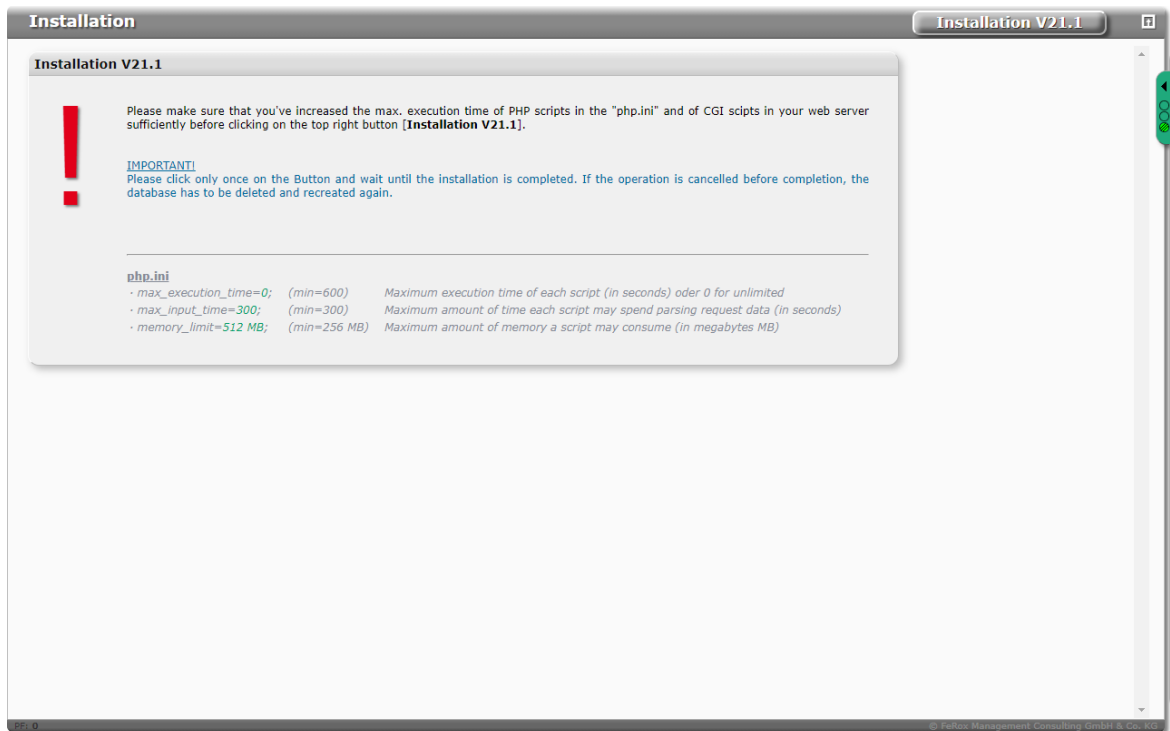 Installation
Installation V21.1
Installation V21.1
Please make sure that you've increased the max. execution time of PHP scripts in the "php.ini" and of CGI scipts in your web server
sufficiently before clicking on the top right button [Installation V21.1].
IMPORTANT!
Please click only once on the Button and wait until the installation is completed. If the operation is cancelled before completion, the
database has to be deleted and recreated again.
php.ini
· max_execution_time=0; (min=600) Maximum execution time of each script (in seconds) oder 0 for unlimited
· max_input_time=300; (min=300) Maximum amount of time each script may spend parsing request data (in seconds)
· memory_limit=512 MB; (min=256 MB) Maximum amount of memory a script may consume (in megabytes MB)
PF: 0
© FeRox Management Consulting GmbH & Co. KG